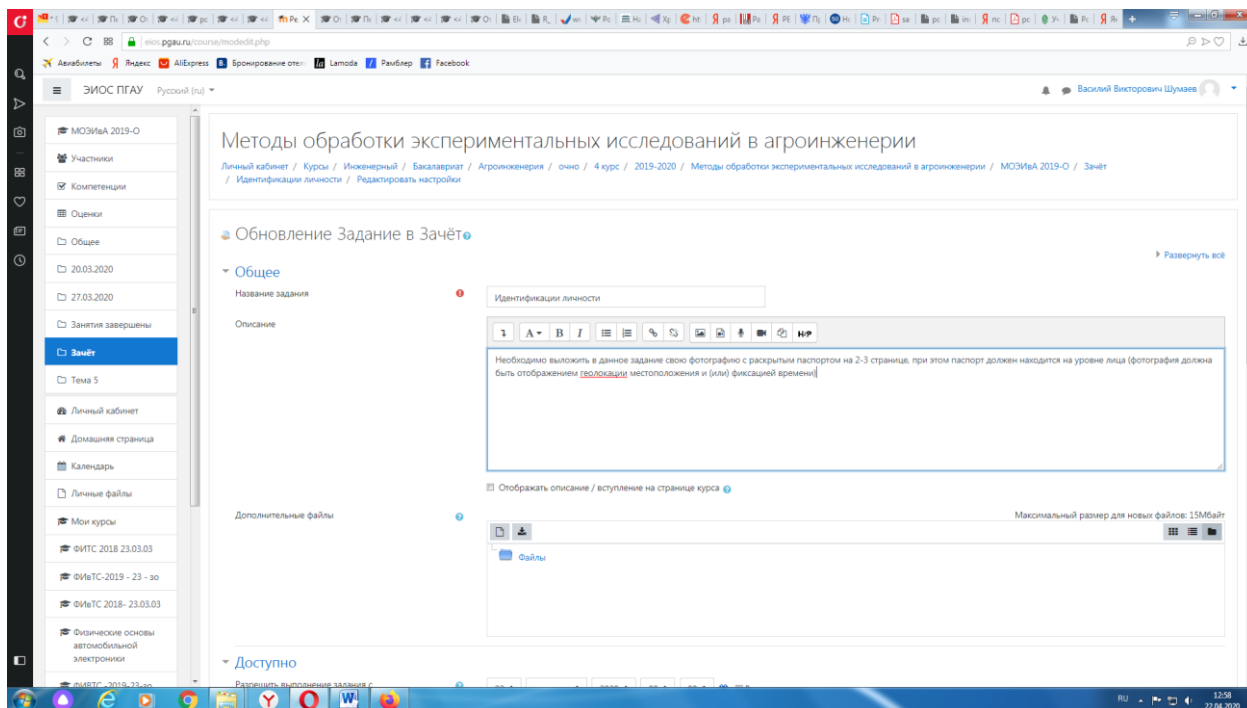 eios.pgau.ru/course/modedit.php
Авиабилеты Яндекс AliExpress Бронирование отел Lamoda Рамблер Facebook
ЭИОС ПГАУ Русский (ru)
Василий Викторович Шумаев
МОЭИвА 2019-О
Участники
Компетенции
Оценки
Общее
20.03.2020
27.03.2020
Занятия завершены
Зачёт
Тема 5
Личный кабинет
Домашняя страница
Календарь
Личные файлы
Мои курсы
ФИТС 2018 23.03.03
ФИвТС-2019 - 23 - зо
ФИвТС 2018- 23.03.03
Физические основы
автомобильной
электроники
Методы обработки экспериментальных исследований в агроинженерии
Личный кабинет / Курсы / Инженерный / Бакалавриат / Агроинженерия / очно / 4 курс / 2019-2020 / Методы обработки экспериментальных исследований в агроинженерии / МОЭИвА 2019-О / Зачёт
/ Идентификации личности / Редактировать настройки
Обновление Задание в Зачёт
Развернуть всё
Общее
Название задания
Идентификации личности
Описание
Необходимо выложить в данное задание свою фотографию с раскрытым паспортом на 2-3 странице, при этом паспорт должен находится на уровне лица (фотография должна
быть отображением геолокации местоположения и (или) фиксацией времени)
Отображать описание / вступление на странице курса
Дополнительные файлы
Максимальный размер для новых файлов: 15Мбайт
Файлы
Доступно
Разрешить выполнение задания с
RU
12:58
22.04.2020